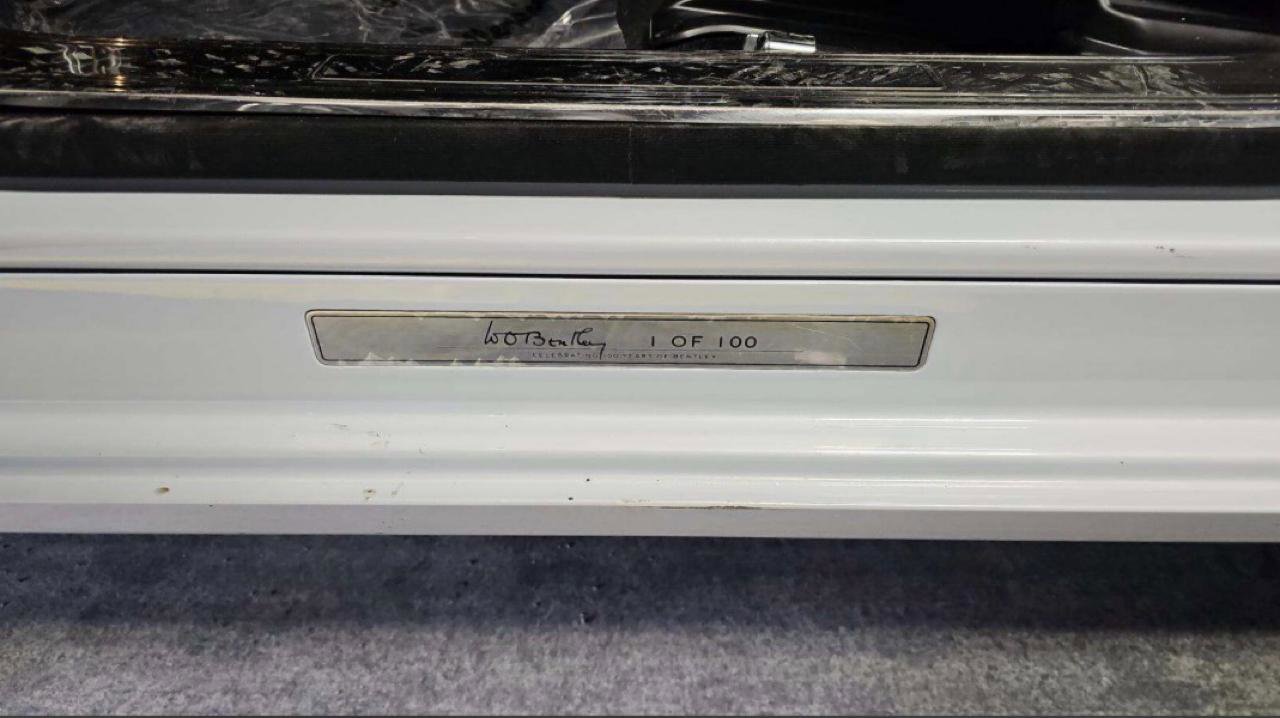 WO Bentley 1 OF 100
CELEBRATING 100 YEARS OF BENTLEY